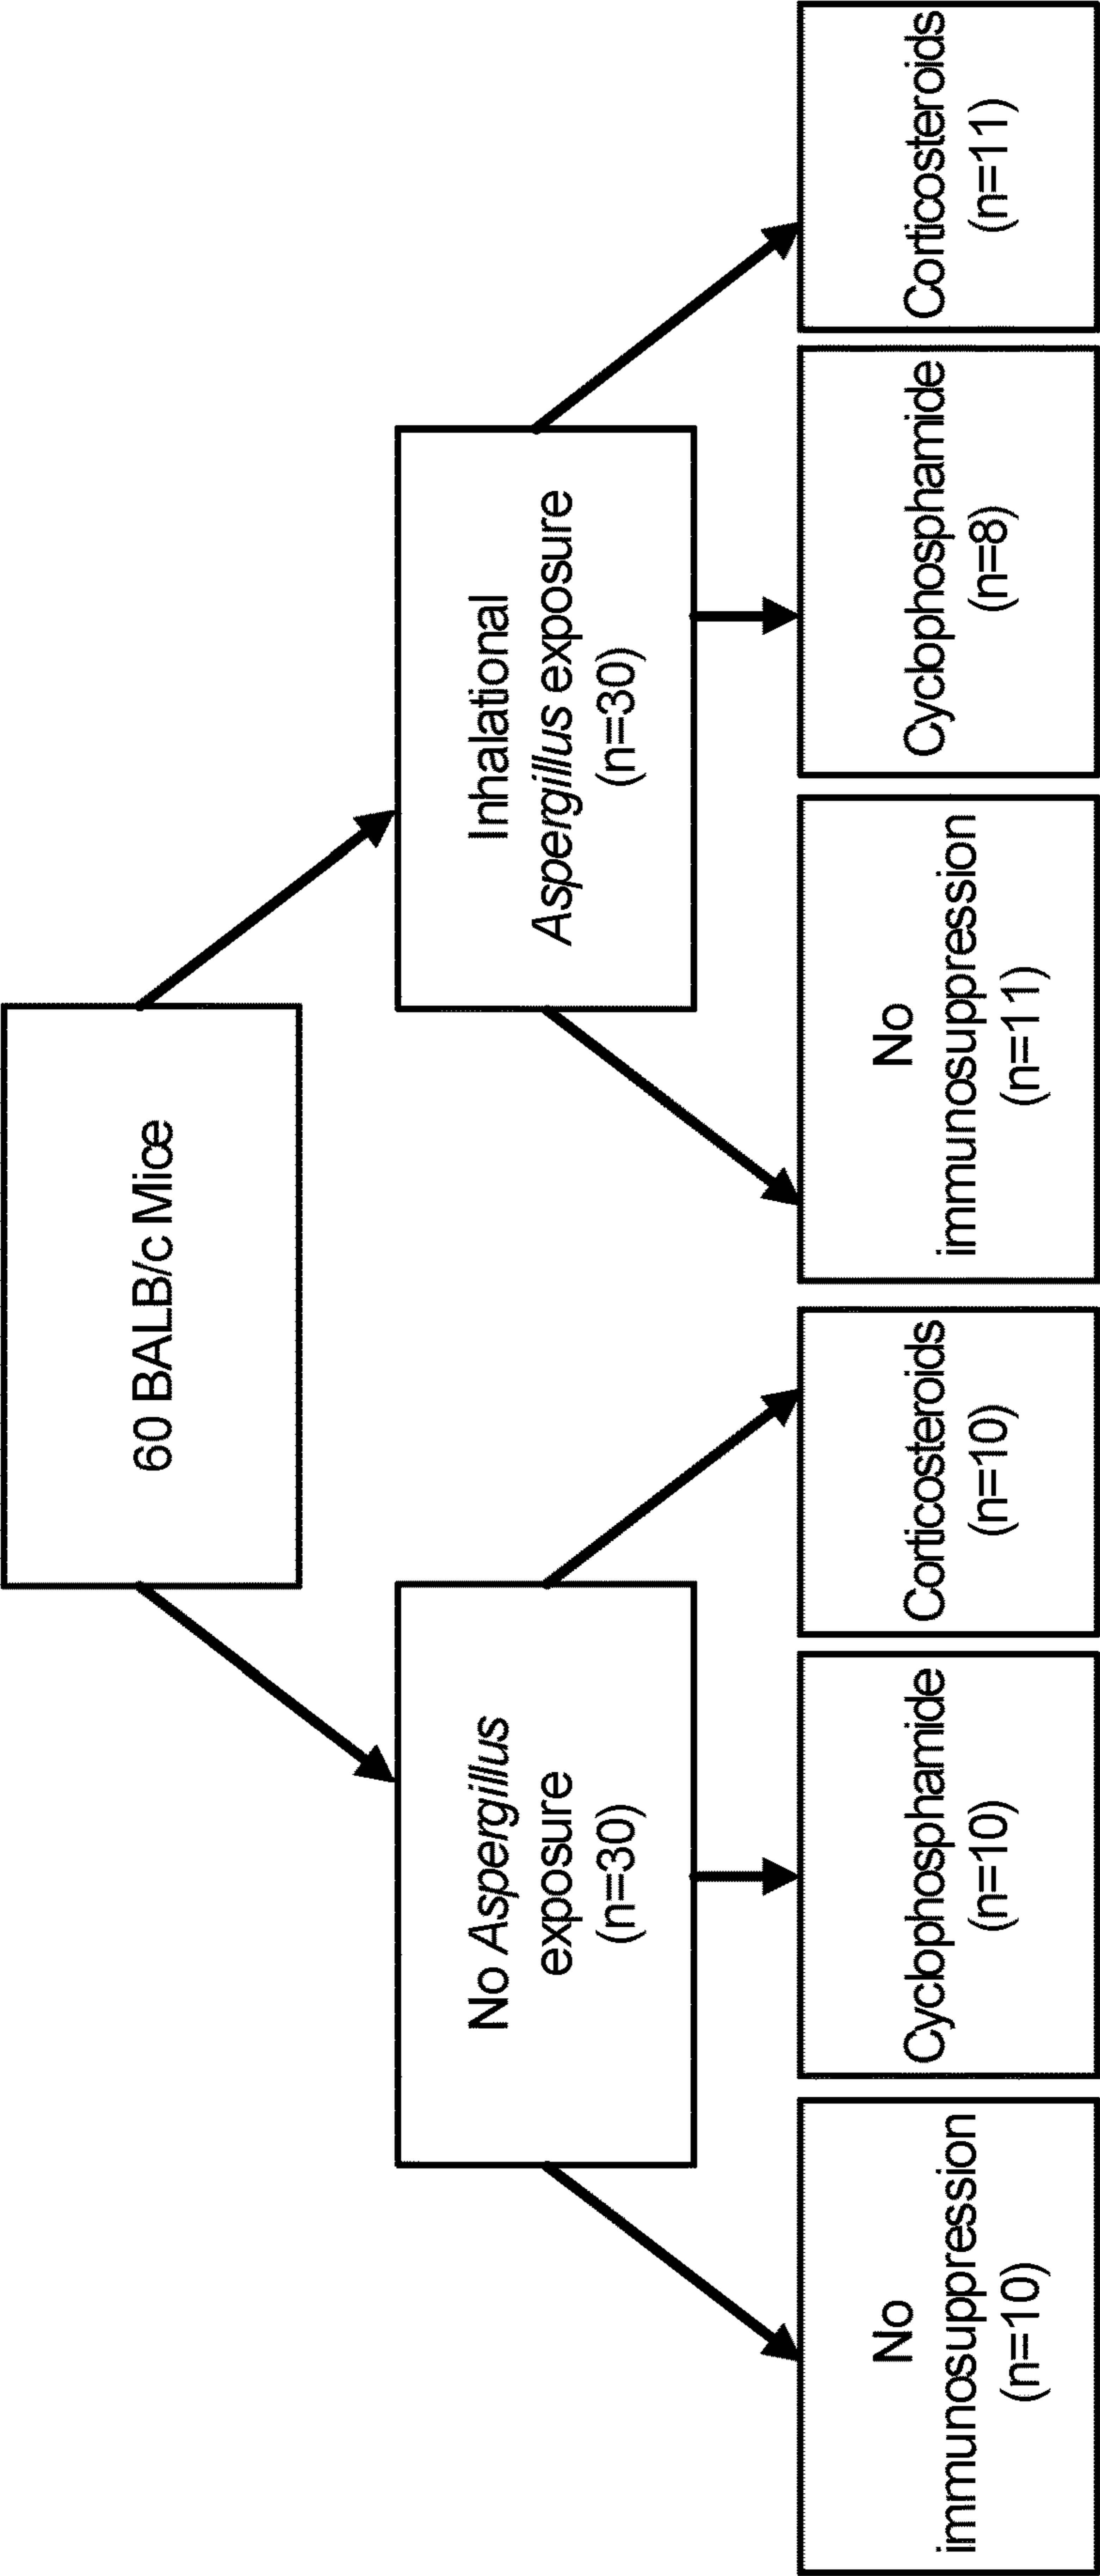 60 BALB/c Mice
No Aspergillus
exposure
(n=30)
Inhalational
Aspergillus exposure
(n=30)
No
immunosuppression
(n=10)
Cyclophosphamide
(n=10)
Corticosteroids
(n=10)
No
immunosuppression
(n=11)
Cyclophosphamide
(n=8)
Corticosteroids
(n=11)